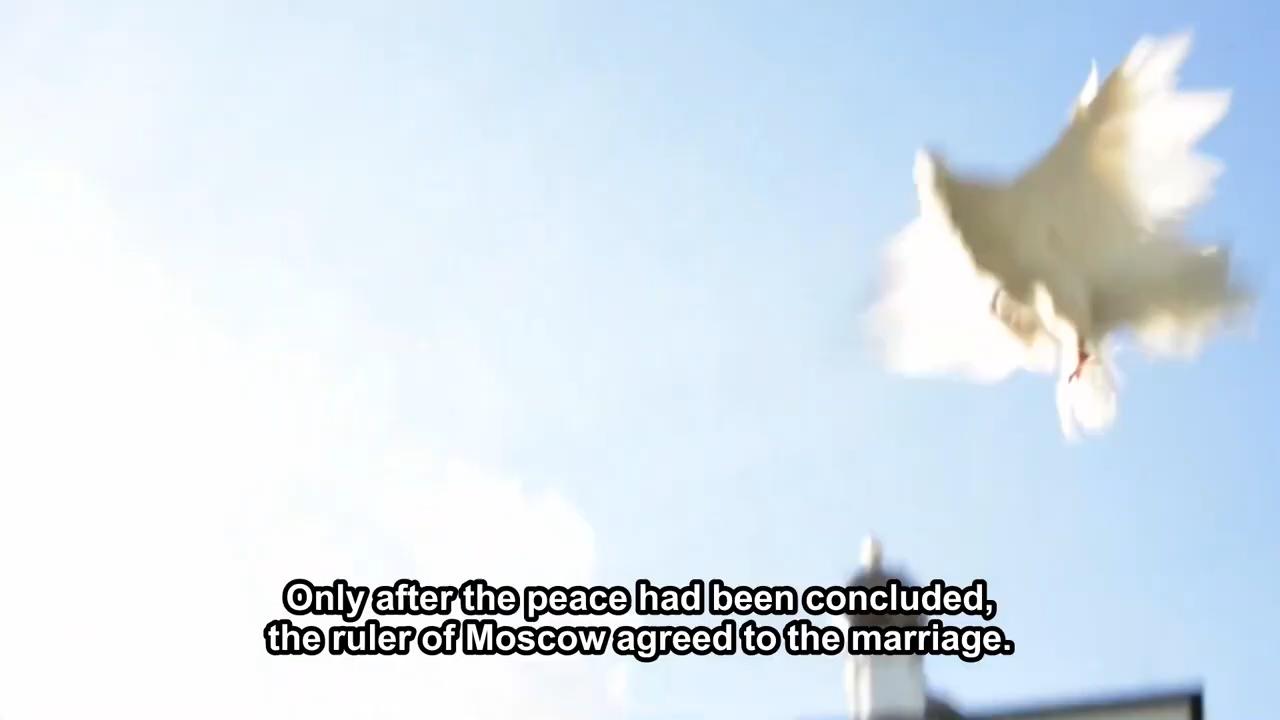 Only after the peace had been concluded,
the ruler of Moscow agreed to the marriage.